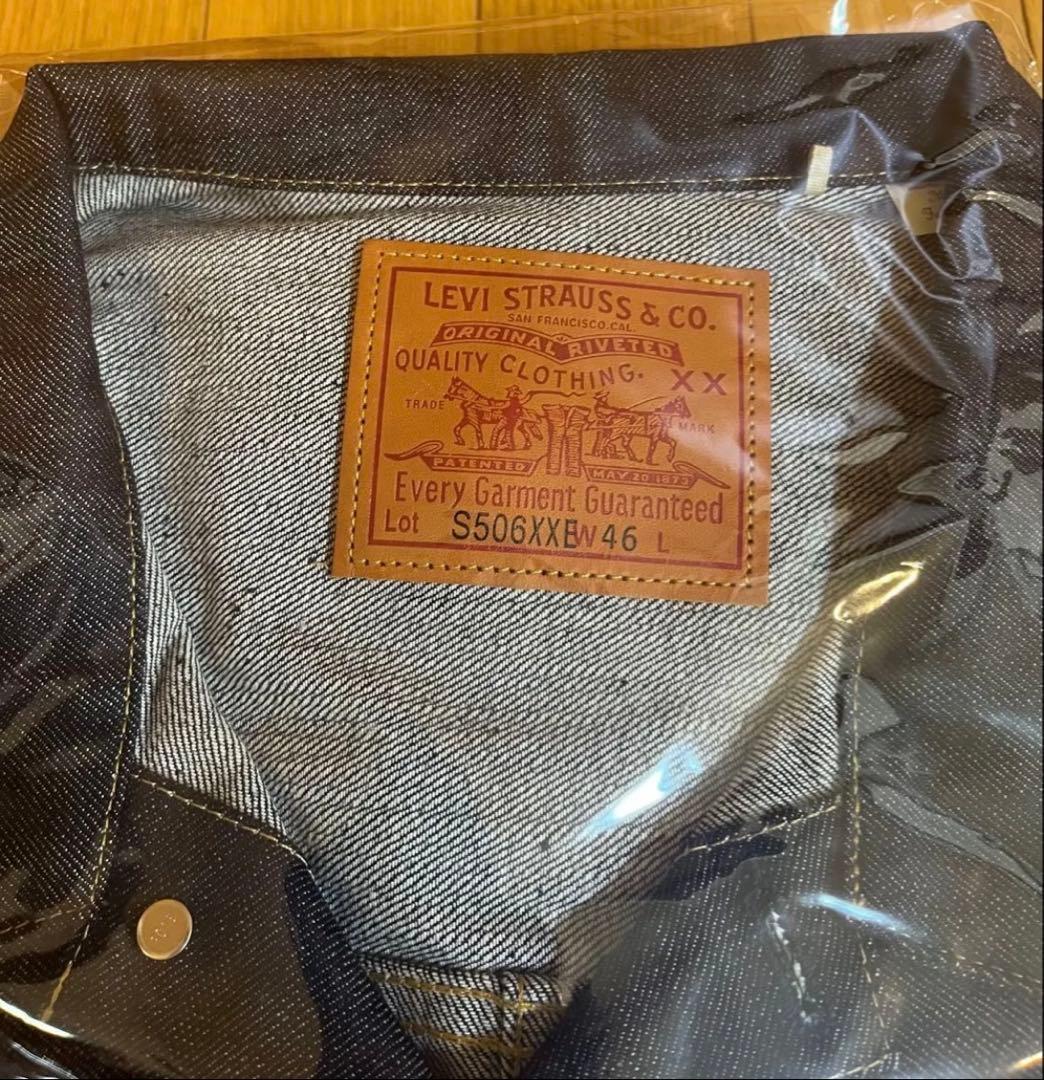 LEVI STRAUSS & CO.
SAN FRANCISCO.CAL.
ORIGINAL RIVETED
QUALITY CLOTHING. XX
TRADE MARK
PATENTED MAY 20 1873
Every Garment Guaranteed
Lot S506XXE W 46 L